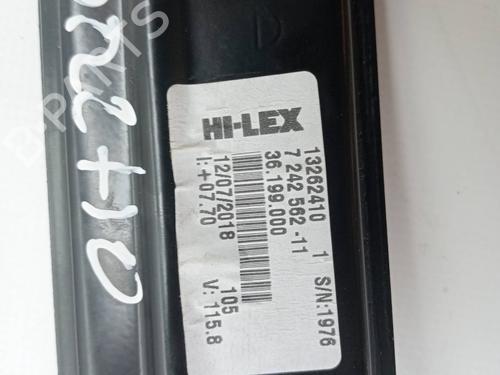 HI-LEX
13262410 1 S/N:1976
7 242 562 -11
36.199.000
12/07/2018 105
I:+07.70 V: 115.8
D